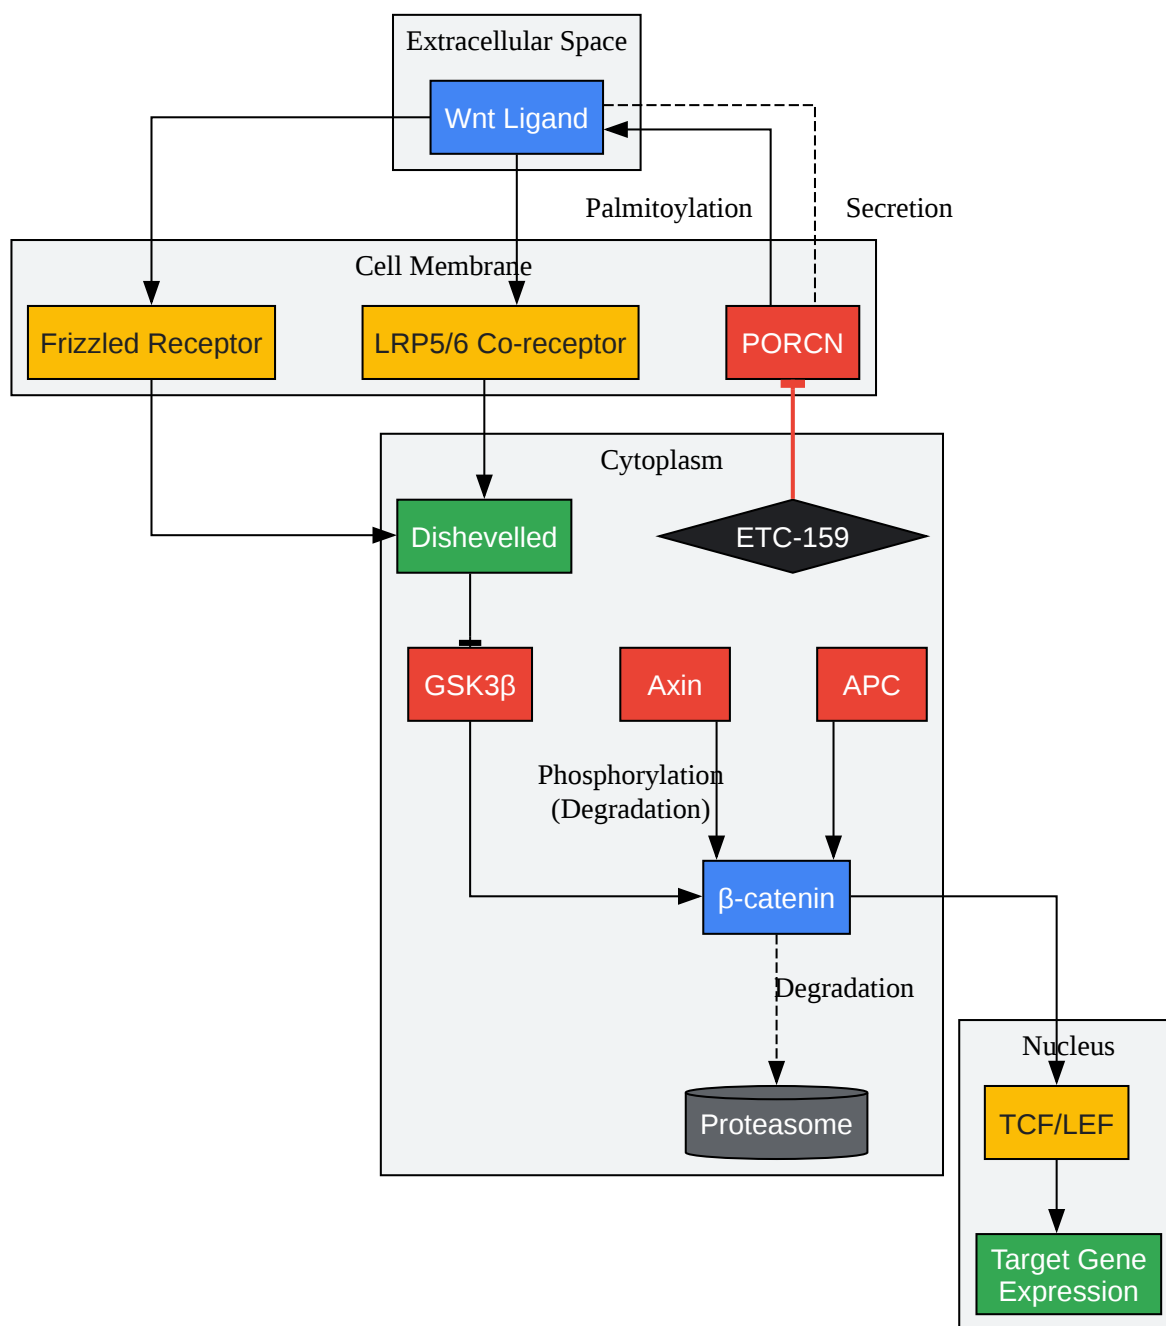 Extracellular Space
Wnt Ligand
Palmitoylation
Secretion
Cell Membrane
Frizzled Receptor
LRP5/6 Co-receptor
PORCN
Cytoplasm
Dishevelled
ETC-159
GSK3β
Axin
APC
Phosphorylation
(Degradation)
β-catenin
Degradation
Nucleus
Proteasome
TCF/LEF
Target Gene
Expression